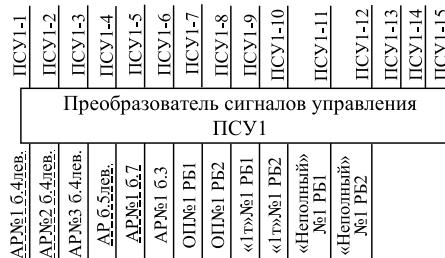 ПСУ1-1
ПСУ1-2
ПСУ1-3
ПСУ1-4
ПСУ1-5
ПСУ1-6
ПСУ1-7
ПСУ1-8
ПСУ1-9
ПСУ1-10
ПСУ1-11
ПСУ1-12
ПСУ1-13
ПСУ1-14
ПСУ1-15
Преобразователь сигналов управления
ПСУ1
АР№1 б.4лев.
АР№2 б.4лев.
АР№3 б.4лев.
АР б.5лев.
АР№1 б.7
АР№1 б.3
ОП№1 РБ1
ОП№1 РБ2
«1т»№1 РБ1
«1т»№1 РБ2
«Неполный»
№1 РБ1
«Неполный»
№1 РБ2